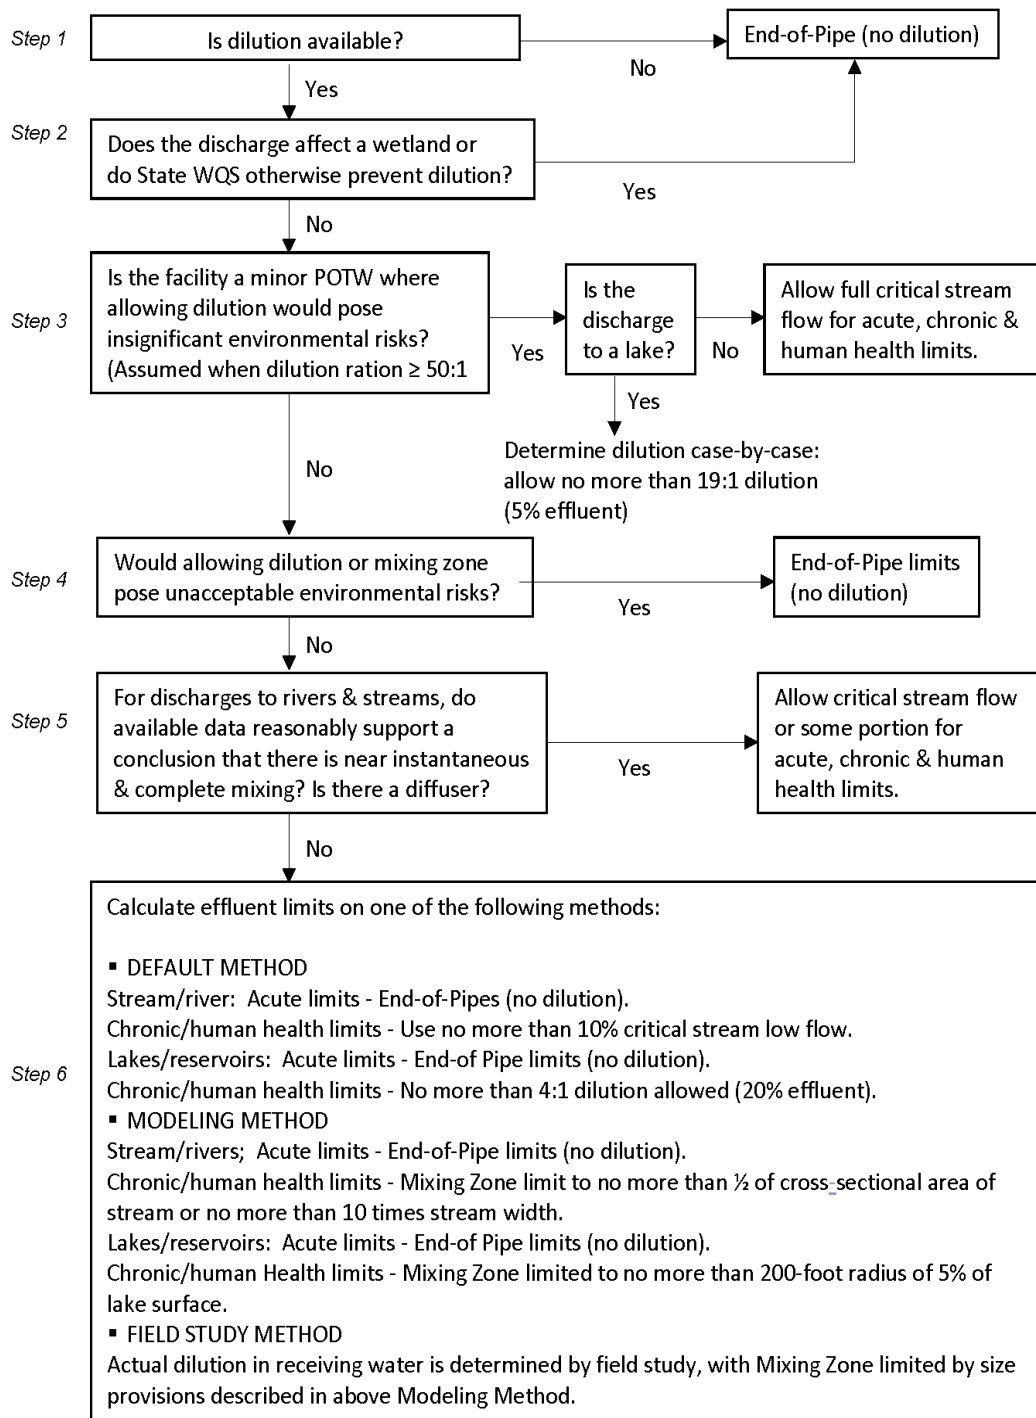 Step 1
Is dilution available?
No
End-of-Pipe (no dilution)
Yes
Step 2
Does the discharge affect a wetland or
do State WQS otherwise prevent dilution?
Yes
No
Step 3
Is the facility a minor POTW where
allowing dilution would pose
insignificant environmental risks?
(Assumed when dilution ration ≥ 50:1
Yes
Is the
discharge
to a lake?
No
Allow full critical stream
flow for acute, chronic &
human health limits.
Yes
Determine dilution case-by-case:
allow no more than 19:1 dilution
(5% effluent)
No
Step 4
Would allowing dilution or mixing zone
pose unacceptable environmental risks?
Yes
End-of-Pipe limits
(no dilution)
No
Step 5
For discharges to rivers & streams, do
available data reasonably support a
conclusion that there is near instantaneous
& complete mixing? Is there a diffuser?
Yes
Allow critical stream flow
or some portion for
acute, chronic & human
health limits.
No
Step 6
Calculate effluent limits on one of the following methods:
▪ DEFAULT METHOD
Stream/river: Acute limits - End-of-Pipes (no dilution).
Chronic/human health limits - Use no more than 10% critical stream low flow.
Lakes/reservoirs: Acute limits - End-of Pipe limits (no dilution).
Chronic/human health limits - No more than 4:1 dilution allowed (20% effluent).
▪ MODELING METHOD
Stream/rivers; Acute limits - End-of-Pipe limits (no dilution).
Chronic/human health limits - Mixing Zone limit to no more than ½ of cross-sectional area of
stream or no more than 10 times stream width.
Lakes/reservoirs: Acute limits - End-of Pipe limits (no dilution).
Chronic/human Health limits - Mixing Zone limited to no more than 200-foot radius of 5% of
lake surface.
▪ FIELD STUDY METHOD
Actual dilution in receiving water is determined by field study, with Mixing Zone limited by size
provisions described in above Modeling Method.